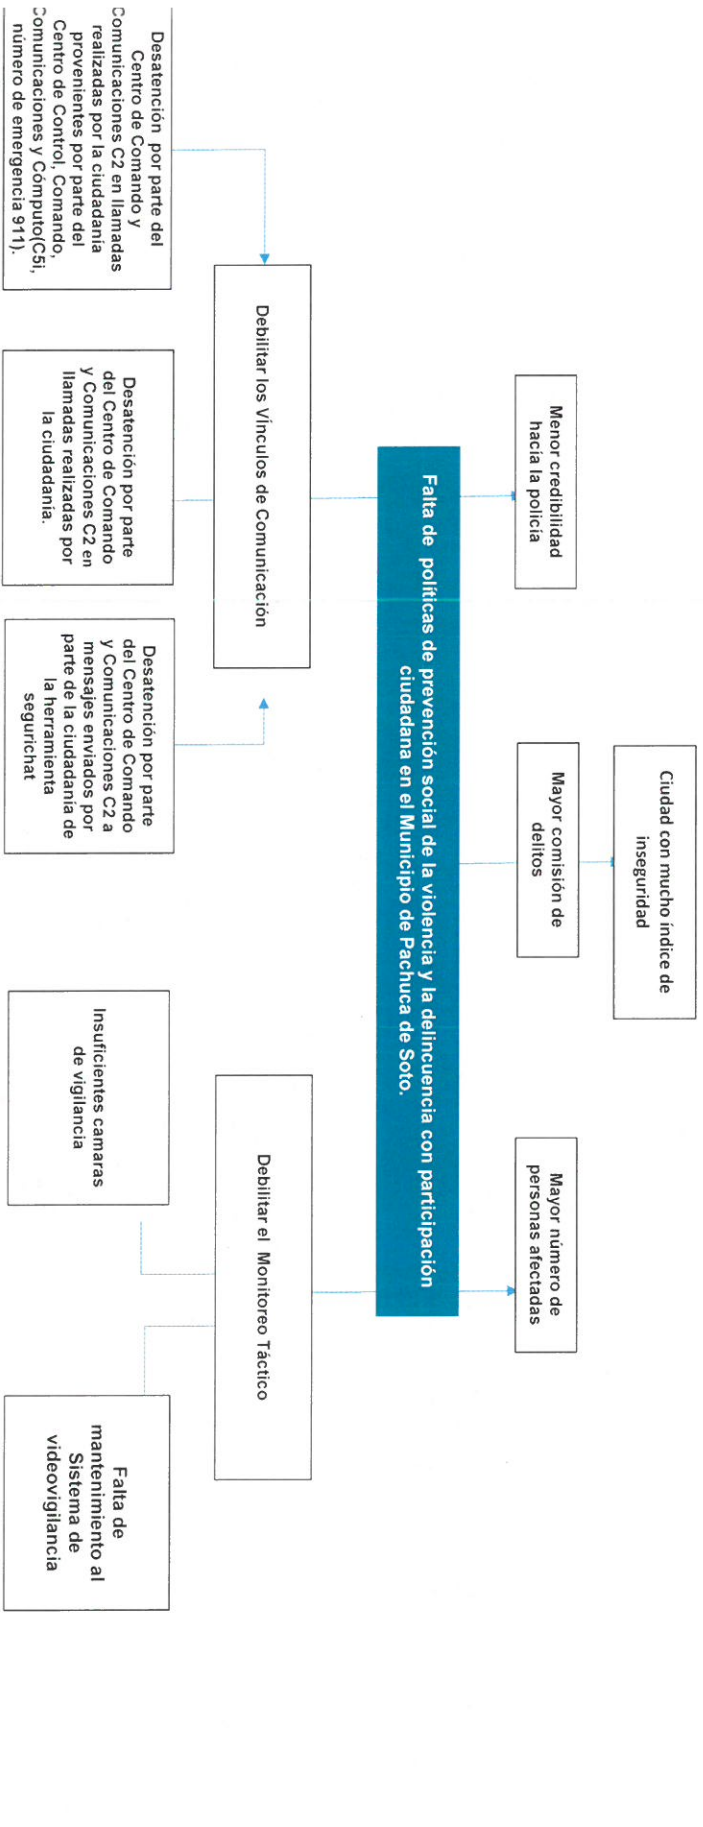 Ciudad con mucho índice de
inseguridad
Menor credibilidad
hacia la policía
Mayor comisión de
delitos
Mayor número de
personas afectadas
Falta de políticas de prevención social de la violencia y la delincuencia con participación
ciudadana en el Municipio de Pachuca de Soto.
Debilitar los Vínculos de Comunicación
Debilitar el Monitoreo Táctico
Desatención por parte del
Centro de Comando y
Comunicaciones C2 en llamadas
realizadas por la ciudadanía
provenientes por parte del
Centro de Control, Comando,
Comunicaciones y Cómputo(C5i,
número de emergencia 911).
Desatención por parte
del Centro de Comando
y Comunicaciones C2 en
llamadas realizadas por
la ciudadania.
Desatención por parte
del Centro de Comando
y Comunicaciones C2 a
mensajes enviados por
parte de la ciudadanía de
la herramienta
segurichat
Insuficientes camaras
de vigilancia
Falta de
mantenimiento al
Sistema de
videovigilancia